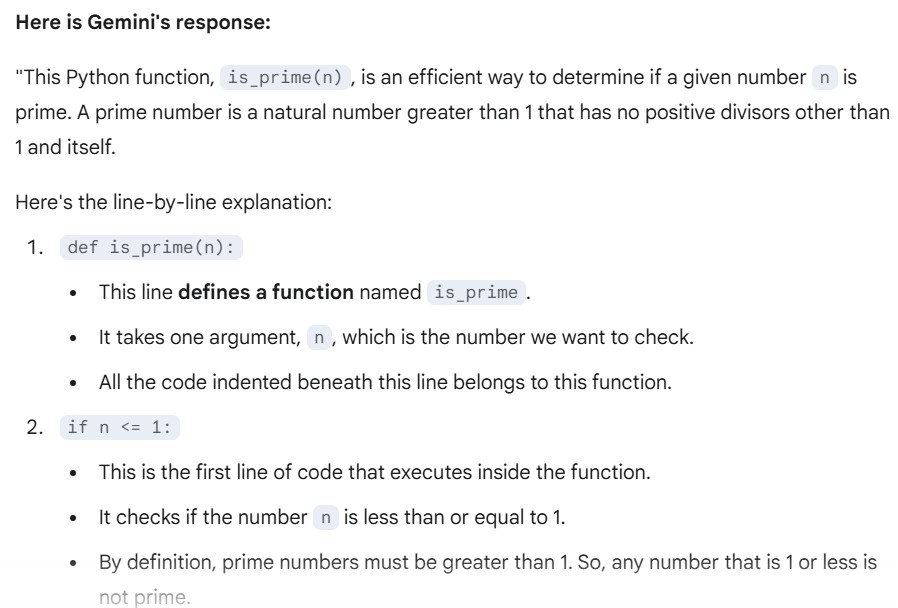 Here is Gemini's response:
"This Python function, is_prime(n), is an efficient way to determine if a given number n is
prime. A prime number is a natural number greater than 1 that has no positive divisors other than
1 and itself.
Here's the line-by-line explanation:
1. def is_prime(n):
• This line defines a function named is_prime.
• It takes one argument, n, which is the number we want to check.
• All the code indented beneath this line belongs to this function.
2. if n <= 1:
• This is the first line of code that executes inside the function.
• It checks if the number n is less than or equal to 1.
• By definition, prime numbers must be greater than 1. So, any number that is 1 or less is
not prime.